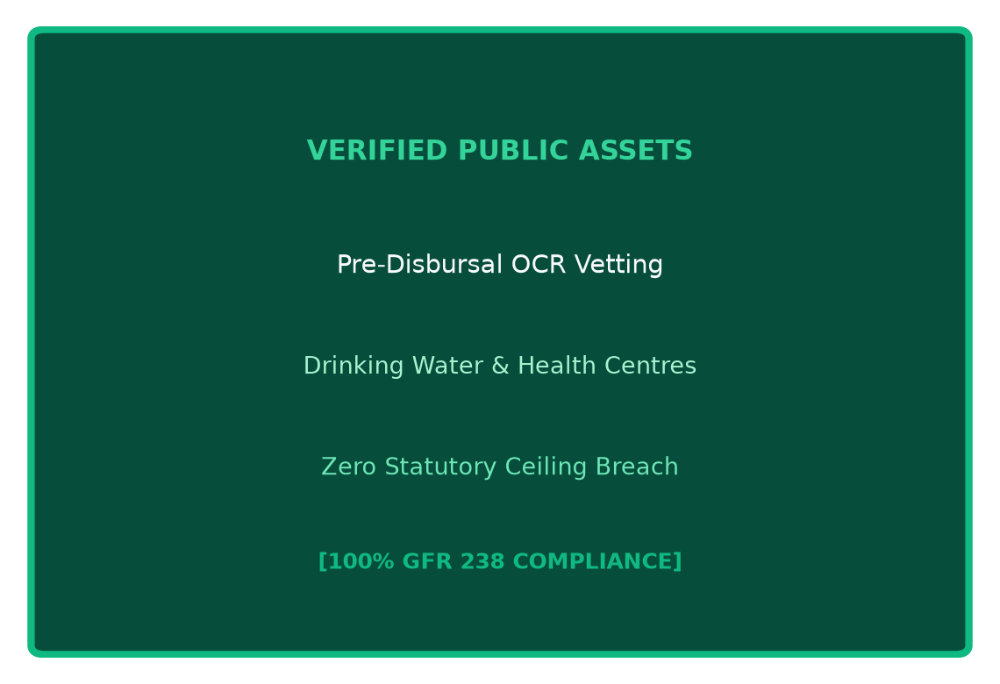 VERIFIED PUBLIC ASSETS
Pre-Disbursal OCR Vetting
Drinking Water & Health Centres
Zero Statutory Ceiling Breach
[100% GFR 238 COMPLIANCE]